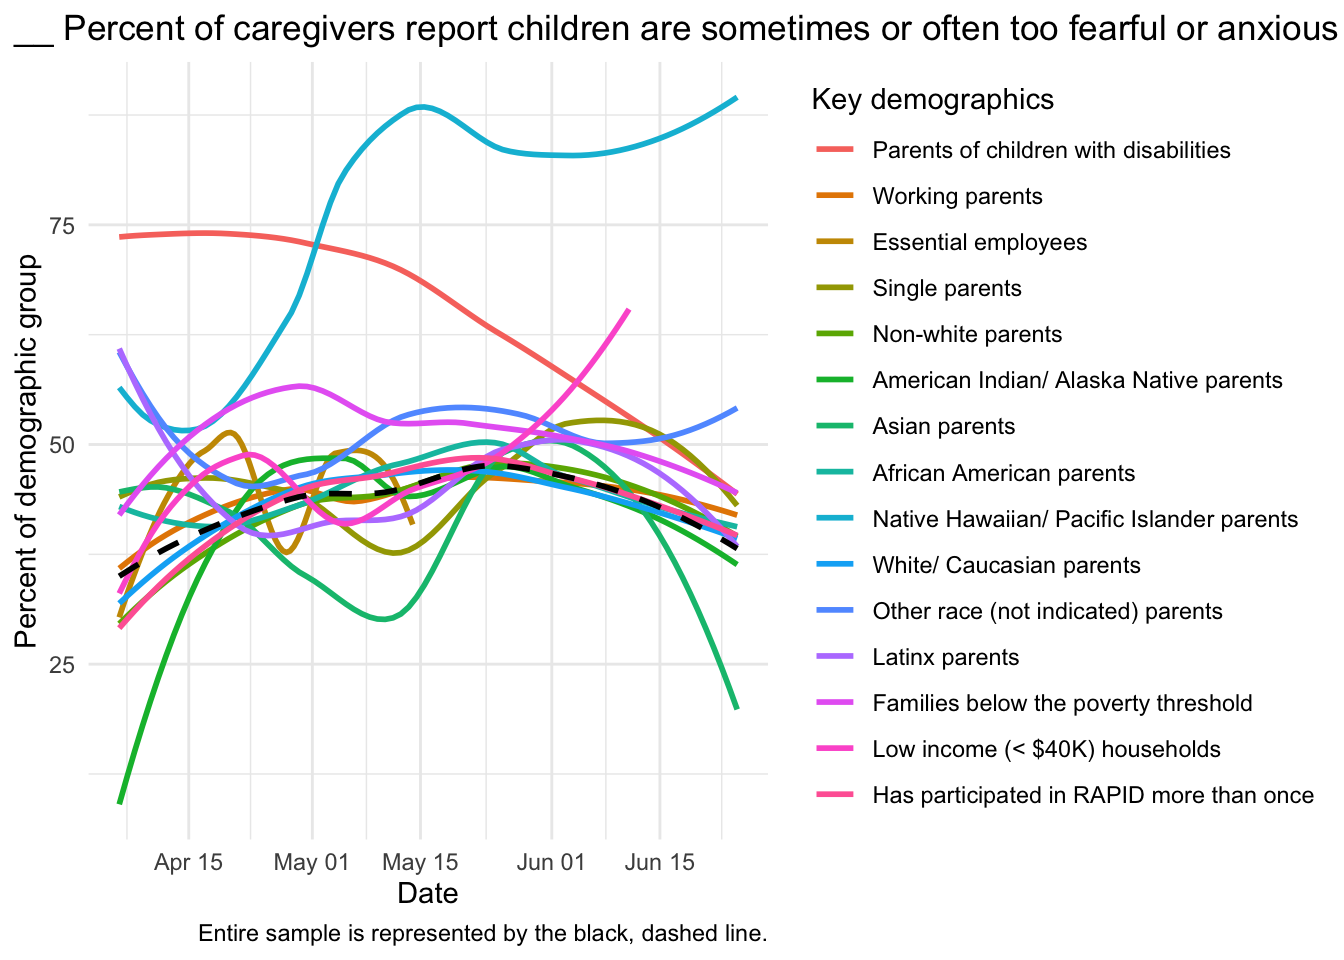 __ Percent of caregivers report children are sometimes or often too fearful or anxious
Percent of demographic group
75
50
25
Apr 15
May 01
May 15
Jun 01
Jun 15
Date
Entire sample is represented by the black, dashed line.
Key demographics
Parents of children with disabilities
Working parents
Essential employees
Single parents
Non-white parents
American Indian/ Alaska Native parents
Asian parents
African American parents
Native Hawaiian/ Pacific Islander parents
White/ Caucasian parents
Other race (not indicated) parents
Latinx parents
Families below the poverty threshold
Low income (< $40K) households
Has participated in RAPID more than once